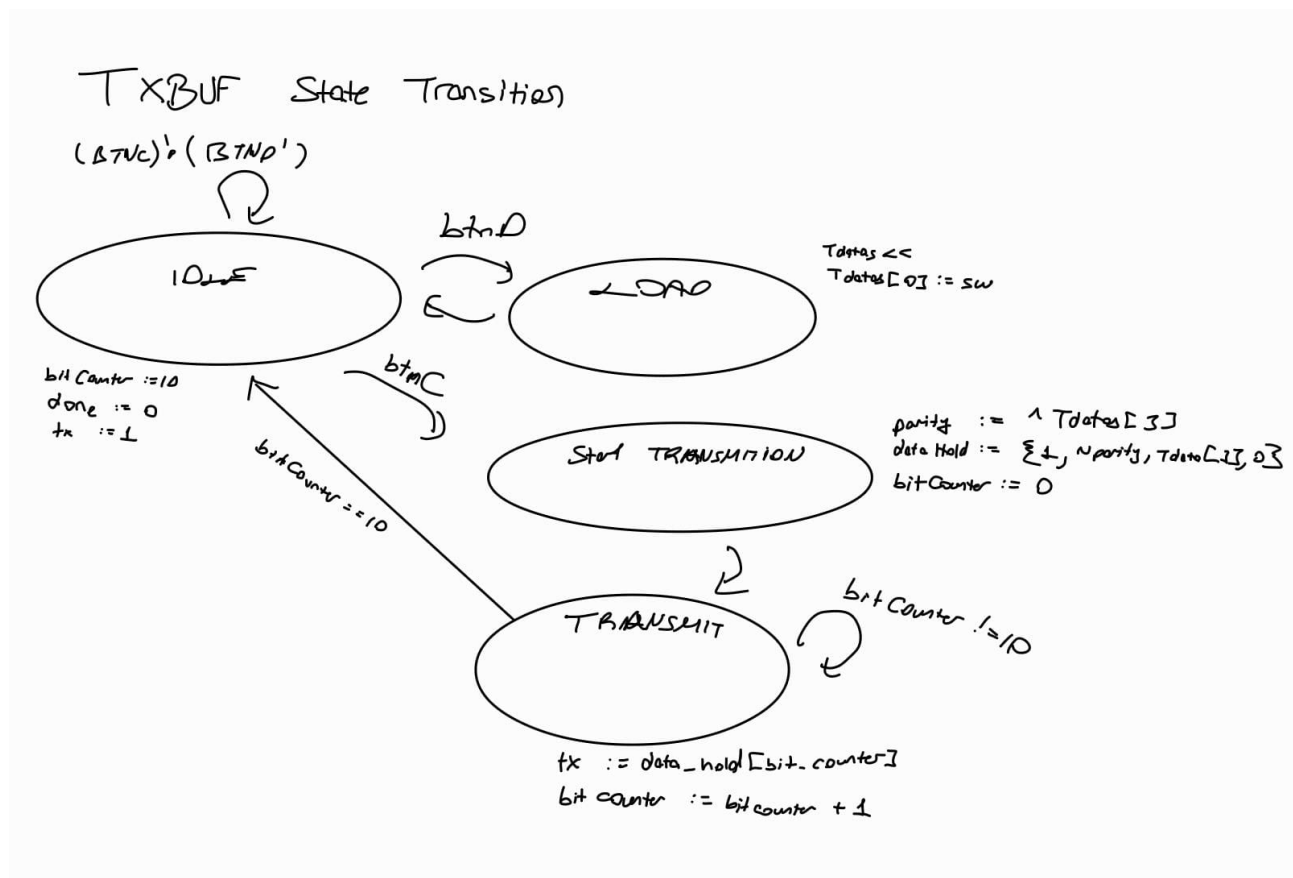 TXBUF State Transition
(BTNC)'·(BTND')
btnD
IDLE
LOAD
Tdatas <<
Tdatas[0] := sw
bit Counter := 10
done := 0
tx := 1
btnC
bitCounter == 10
Start TRANSMITION
parity := ^ Tdatas[3]
data Hold := {1, ~parity, Tdata[3], 0}
bitCounter := 0
TRANSMIT
bitCounter != 10
tx := data_hold[bit_counter]
bit counter := bitcounter + 1